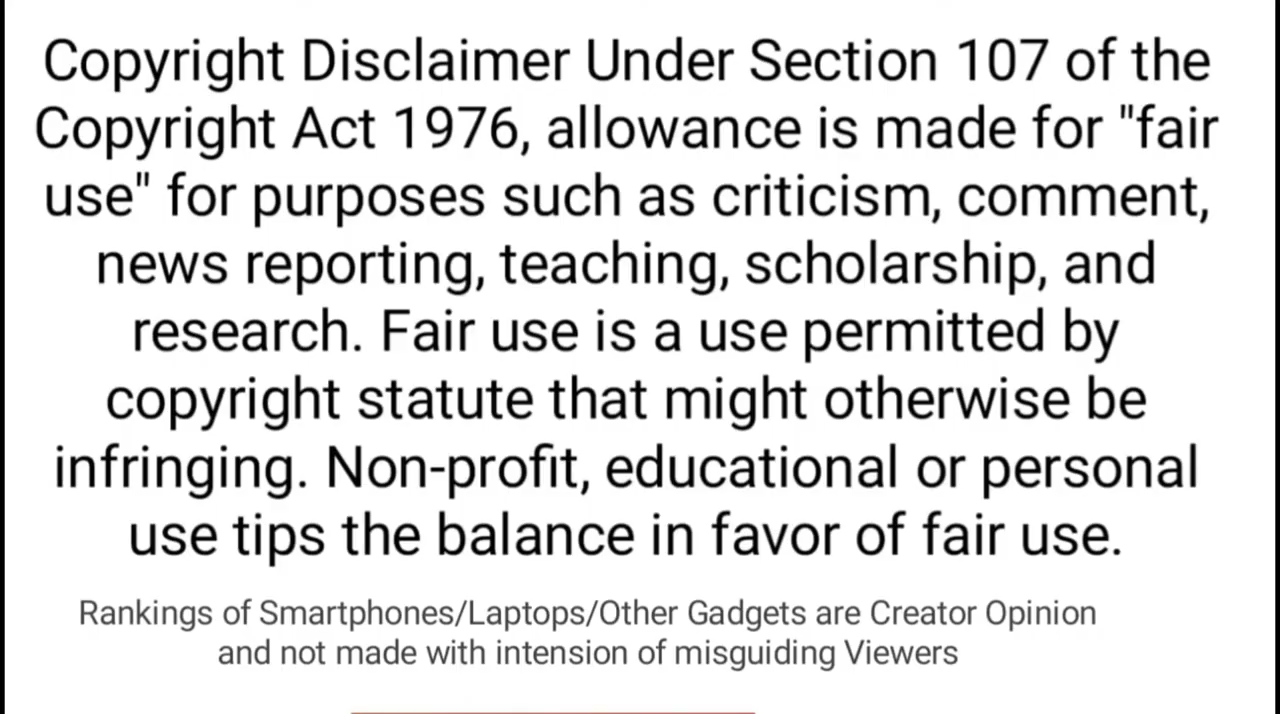 Copyright Disclaimer Under Section 107 of the
Copyright Act 1976, allowance is made for "fair
use" for purposes such as criticism, comment,
news reporting, teaching, scholarship, and
research. Fair use is a use permitted by
copyright statute that might otherwise be
infringing. Non-profit, educational or personal
use tips the balance in favor of fair use.
Rankings of Smartphones/Laptops/Other Gadgets are Creator Opinion
and not made with intension of misguiding Viewers